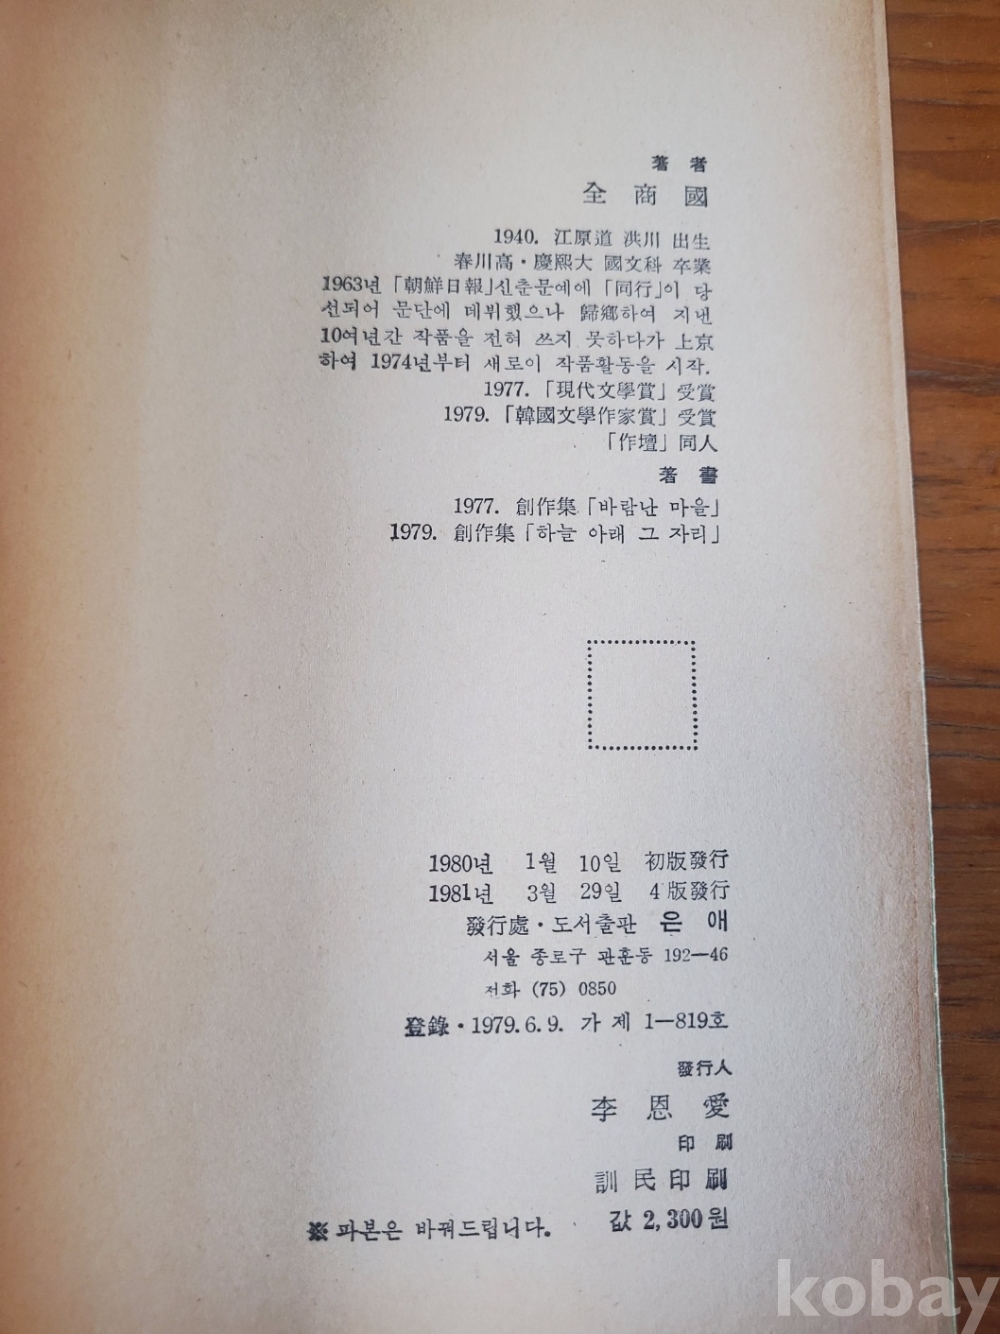 著 者
全 商 國
1940. 江原道 洪川 出生
春川高·慶熙大 國文科 卒業
1963년 「朝鮮日報」신춘문예에 「同行」이 당
선되어 문단에 데뷔했으나 歸鄕하여 지낸
10여년간 작품을 전혀 쓰지 못하다가 上京
하여 1974년부터 새로이 작품활동을 시작.
1977. 「現代文學賞」受賞
1979. 「韓國文學作家賞」受賞
「作壇」同人
著 書
1977. 創作集「바람난 마을」
1979. 創作集「하늘 아래 그 자리」
1980년 1월 10일 初版發行
1981년 3월 29일 4版發行
發行處·도서출판 은 애
서울 종로구 관훈동 192—46
전화 (75) 0850
登錄·1979.6.9. 가 제 1—819호
發行人
李 恩 愛
印 刷
訓民印刷
값 2,300원
※ 파본은 바꿔드립니다.
kobay